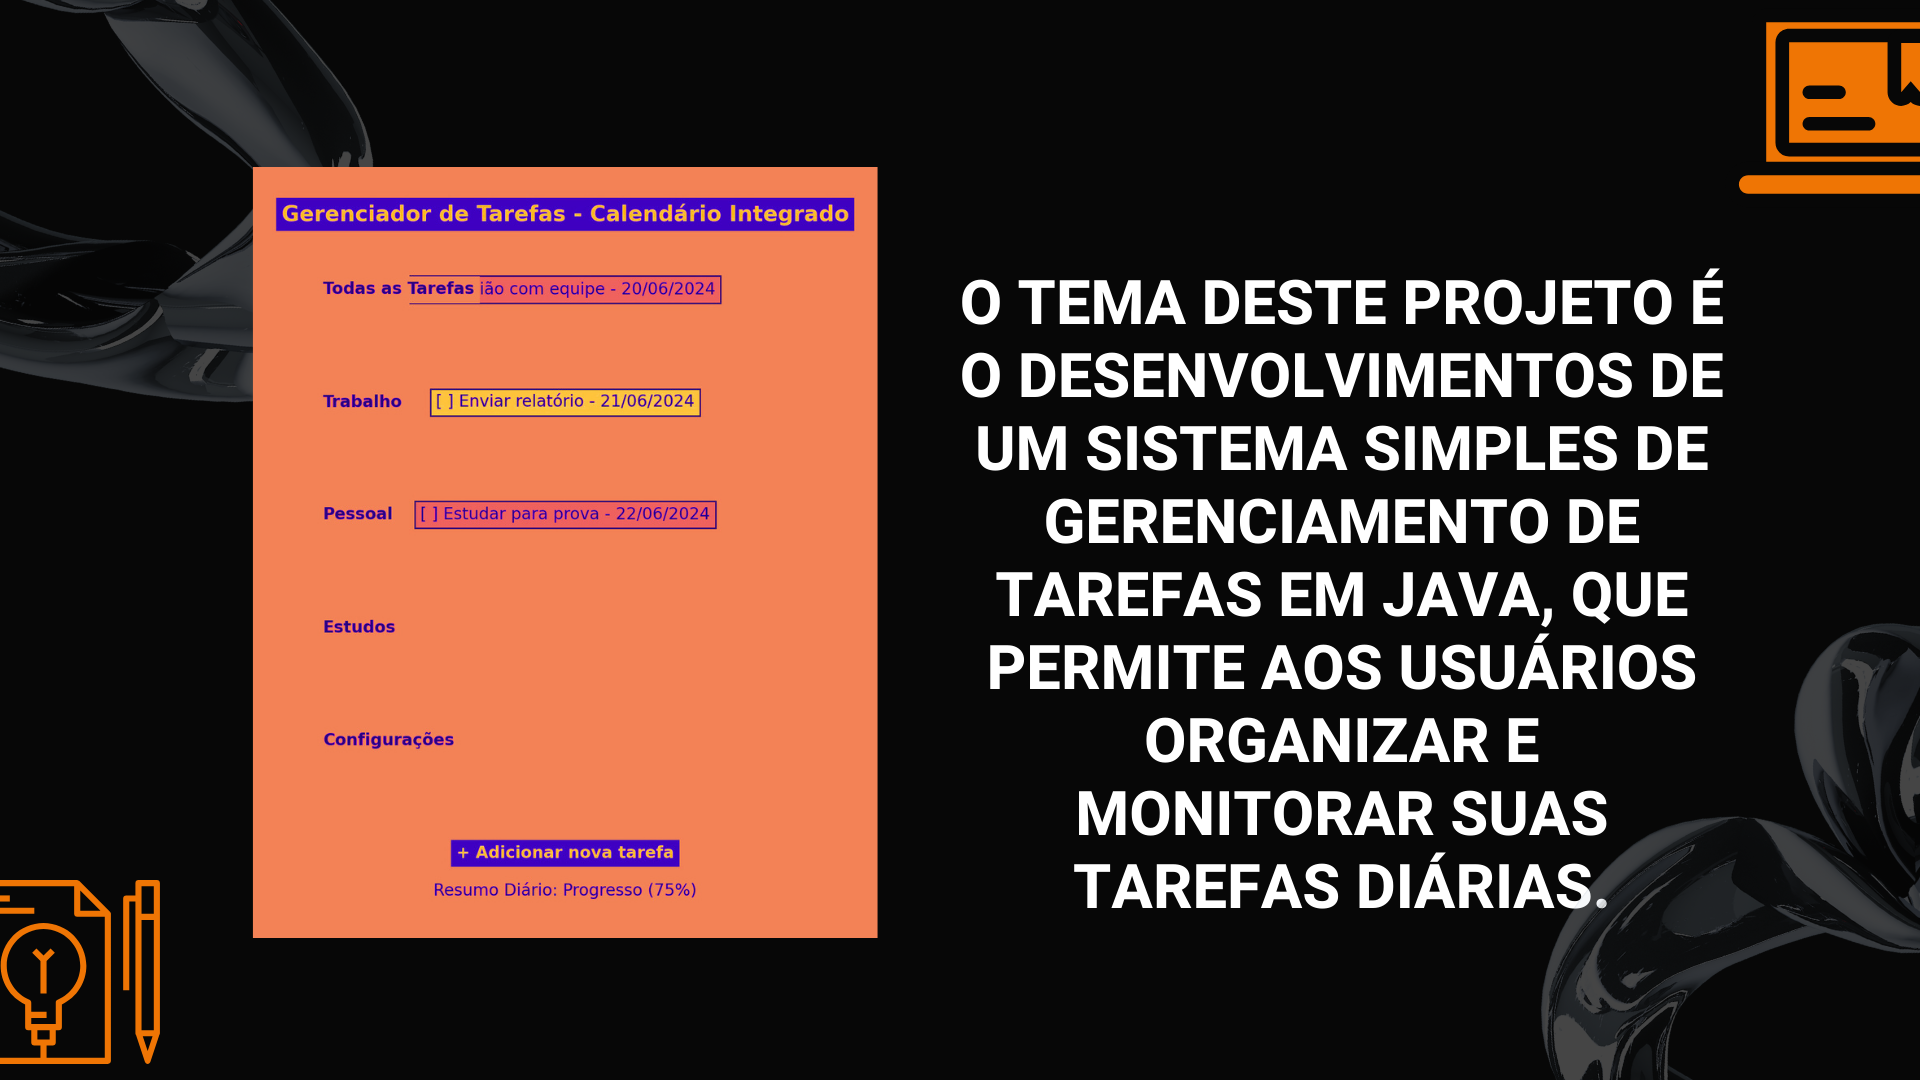 Gerenciador de Tarefas - Calendário Integrado
Todas as Tarefas com equipe - 20/06/2024
Trabalho [ ] Enviar relatório - 21/06/2024
Pessoal [ ] Estudar para prova - 22/06/2024
Estudos
Configurações
+ Adicionar nova tarefa
Resumo Diário: Progresso (75%)
O TEMA DESTE PROJETO É
O DESENVOLVIMENTOS DE
UM SISTEMA SIMPLES DE
GERENCIAMENTO DE
TAREFAS EM JAVA, QUE
PERMITE AOS USUÁRIOS
ORGANIZAR E
MONITORAR SUAS
TAREFAS DIÁRIAS.